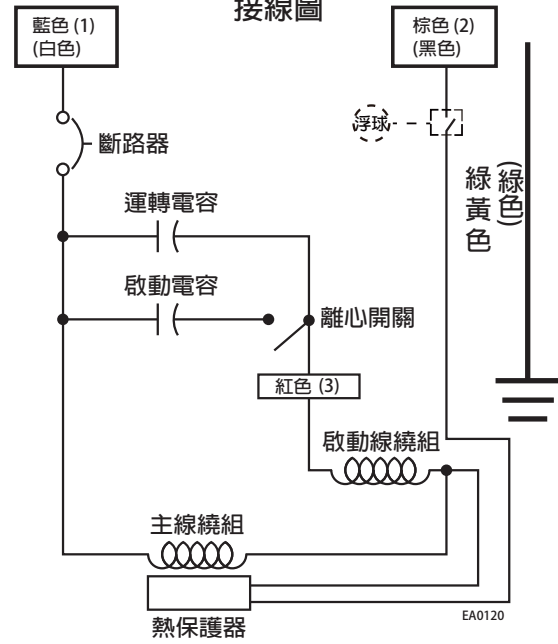 接線圖
藍色 (1)
(白色)
棕色 (2)
(黑色)
浮球
斷路器
綠黃色
(綠色)
運轉電容
啟動電容
離心開關
紅色 (3)
啟動線繞組
主線繞組
熱保護器
EA0120